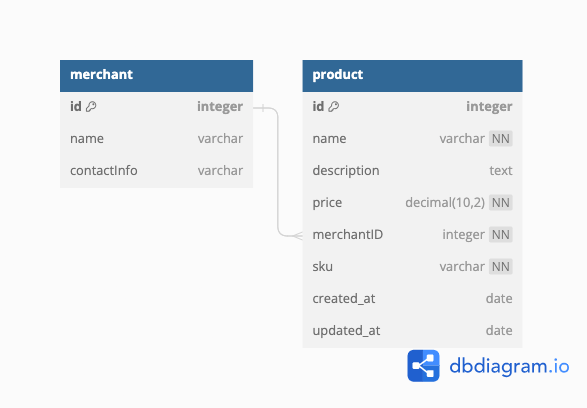 merchant
id integer
name varchar
contactInfo varchar
product
id integer
name varchar NN
description text
price decimal(10,2) NN
merchantID integer NN
sku varchar NN
created_at date
updated_at date
dbdiagram.io